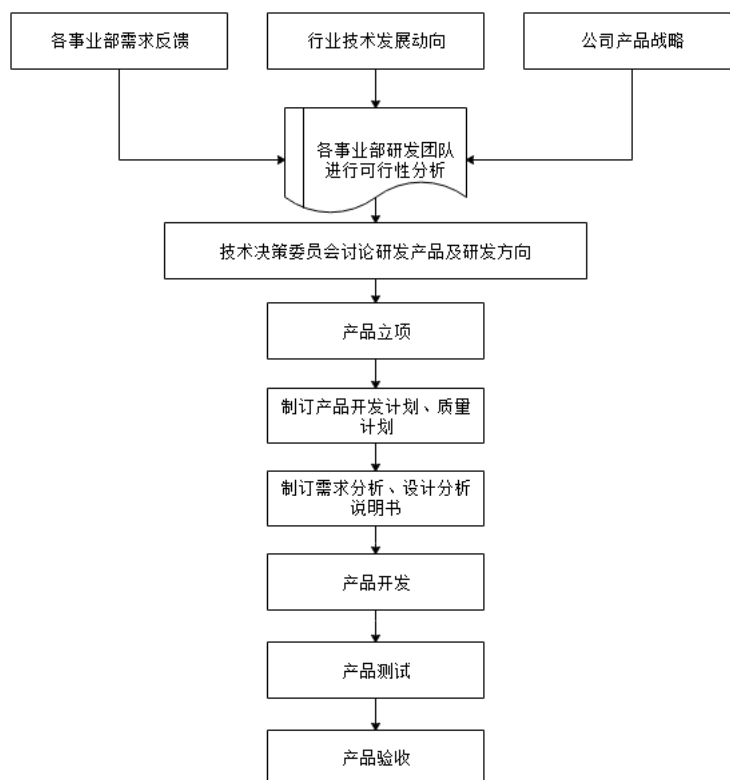 各事业部需求反馈
行业技术发展动向
公司产品战略
各事业部研发团队
进行可行性分析
技术决策委员会讨论研发产品及研发方向
产品立项
制订产品开发计划、质量
计划
制订需求分析、设计分析
说明书
产品开发
产品测试
产品验收